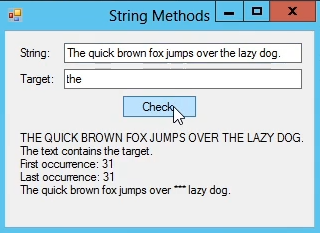 String Methods
String: The quick brown fox jumps over the lazy dog.
Target: the
Check
THE QUICK BROWN FOX JUMPS OVER THE LAZY DOG.
The text contains the target.
First occurrence: 31
Last occurrence: 31
The quick brown fox jumps over *** lazy dog.